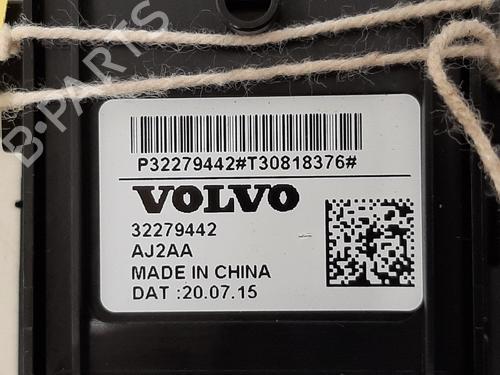 B-PARTS
P32279442#T30818376#
VOLVO
32279442
AJ2AA
MADE IN CHINA
DAT :20.07.15